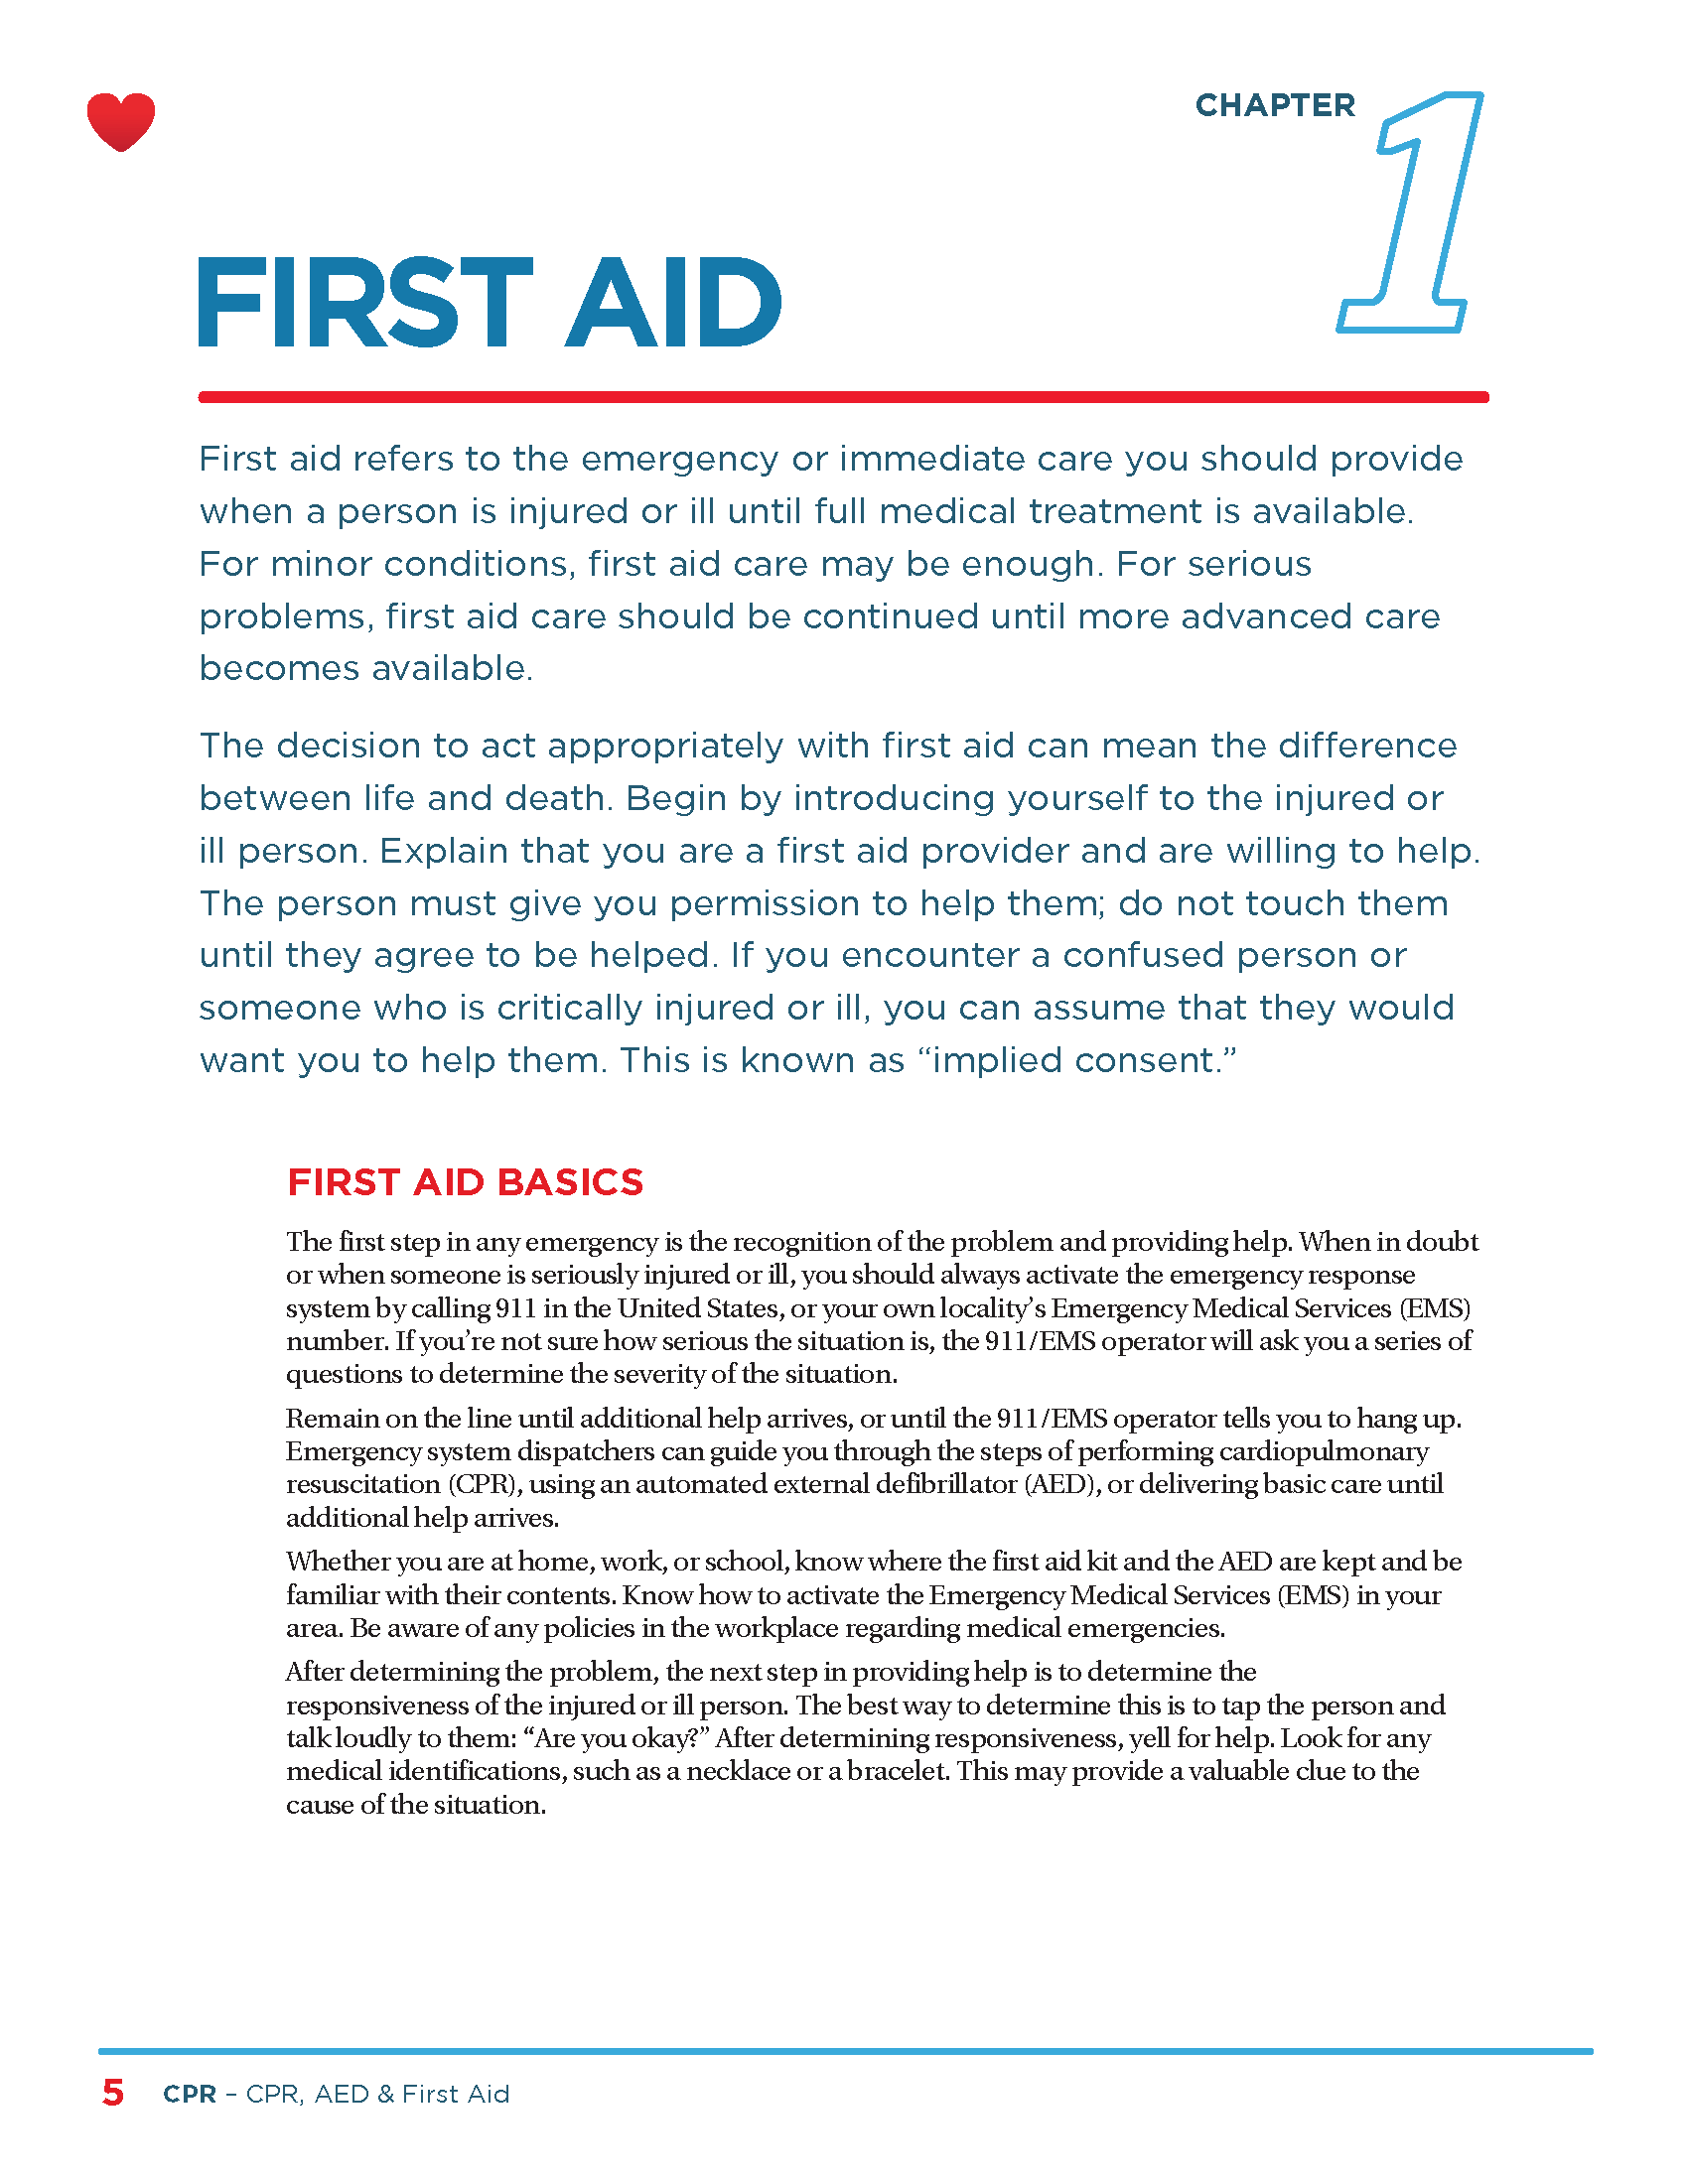 CHAPTER 1
FIRST AID
First aid refers to the emergency or immediate care you should provide
when a person is injured or ill until full medical treatment is available.
For minor conditions, first aid care may be enough. For serious
problems, first aid care should be continued until more advanced care
becomes available.
The decision to act appropriately with first aid can mean the difference
between life and death. Begin by introducing yourself to the injured or
ill person. Explain that you are a first aid provider and are willing to help.
The person must give you permission to help them; do not touch them
until they agree to be helped. If you encounter a confused person or
someone who is critically injured or ill, you can assume that they would
want you to help them. This is known as “implied consent.”
FIRST AID BASICS
The first step in any emergency is the recognition of the problem and providing help. When in doubt
or when someone is seriously injured or ill, you should always activate the emergency response
system by calling 911 in the United States, or your own locality’s Emergency Medical Services (EMS)
number. If you’re not sure how serious the situation is, the 911/EMS operator will ask you a series of
questions to determine the severity of the situation.
Remain on the line until additional help arrives, or until the 911/EMS operator tells you to hang up.
Emergency system dispatchers can guide you through the steps of performing cardiopulmonary
resuscitation (CPR), using an automated external defibrillator (AED), or delivering basic care until
additional help arrives.
Whether you are at home, work, or school, know where the first aid kit and the AED are kept and be
familiar with their contents. Know how to activate the Emergency Medical Services (EMS) in your
area. Be aware of any policies in the workplace regarding medical emergencies.
After determining the problem, the next step in providing help is to determine the
responsiveness of the injured or ill person. The best way to determine this is to tap the person and
talk loudly to them: “Are you okay?” After determining responsiveness, yell for help. Look for any
medical identifications, such as a necklace or a bracelet. This may provide a valuable clue to the
cause of the situation.
5 CPR – CPR, AED & First Aid